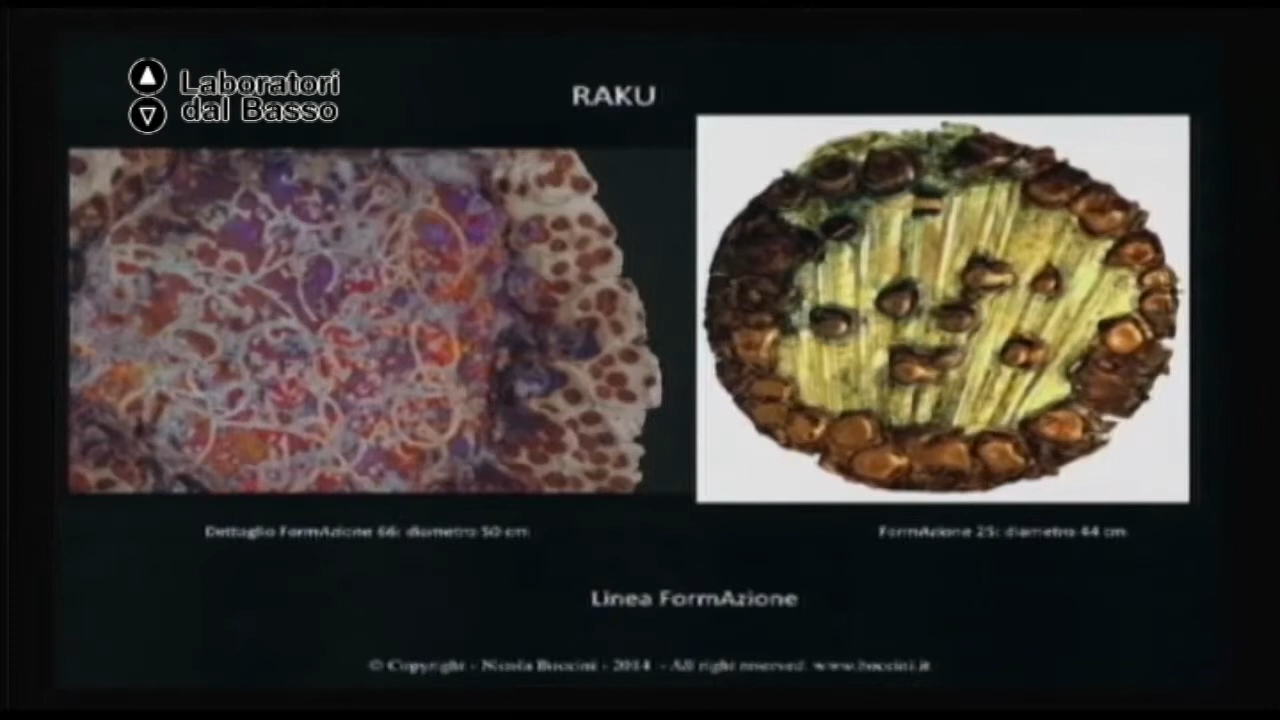 Laboratori
dal Basso
RAKU
Dettaglio FormAzione 66: diametro 50 cm
FormAzione 25: diametro 44 cm
Linea FormAzione
© Copyright - Nicola Boccini - 2014 - All right reserved. www.boccini.it